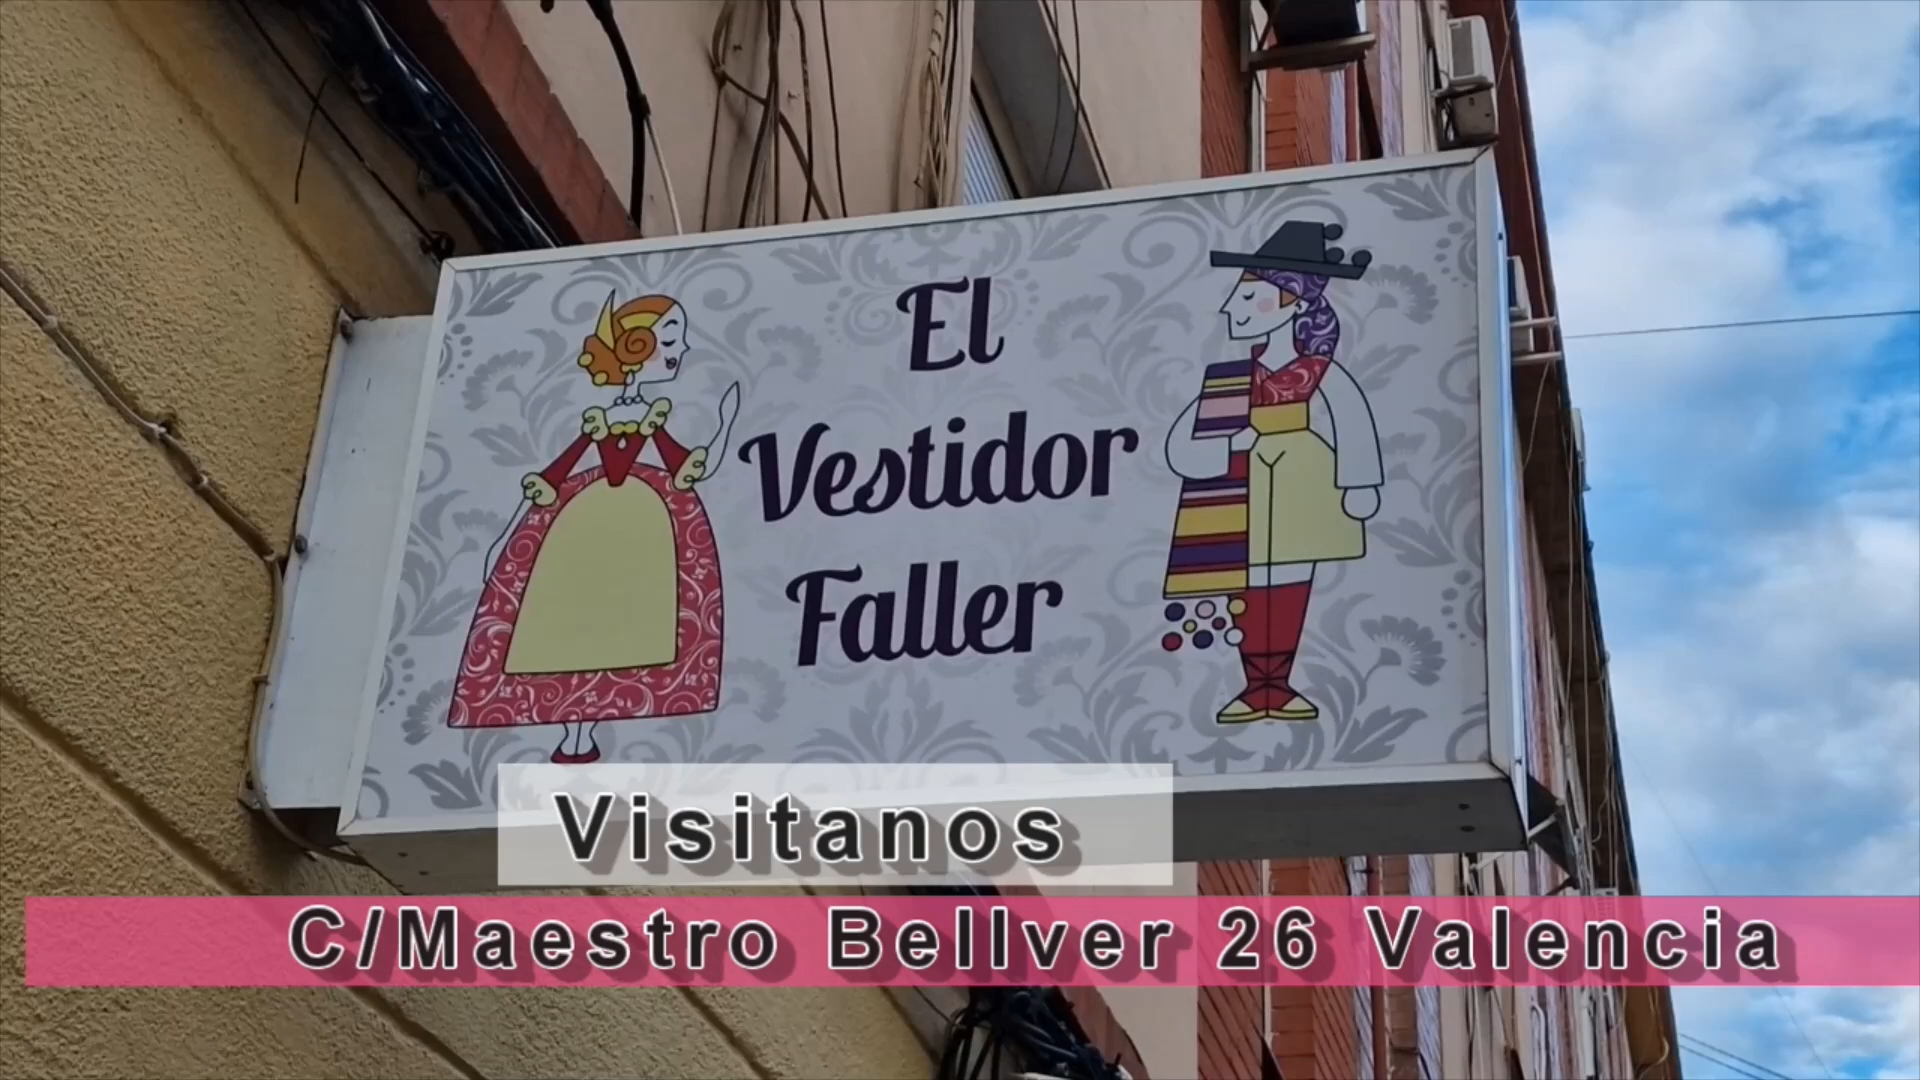 El
Vestidor
Faller
Visitanos
C/Maestro Bellver 26 Valencia